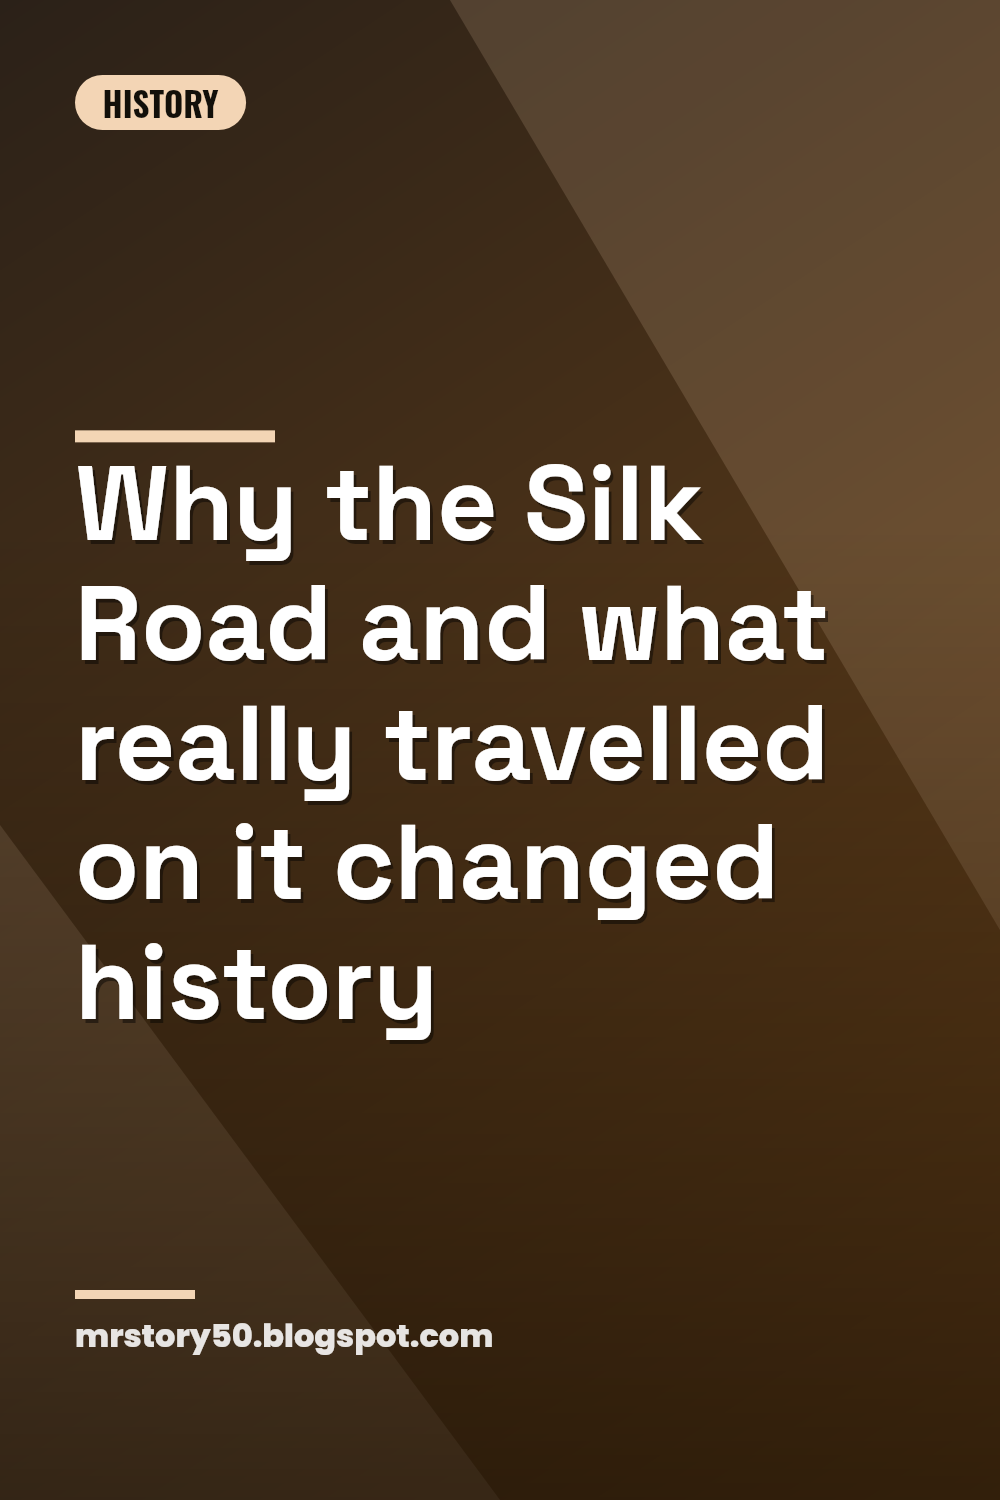 HISTORY
Why the Silk
Road and what
really travelled
on it changed
history
mrstory50.blogspot.com